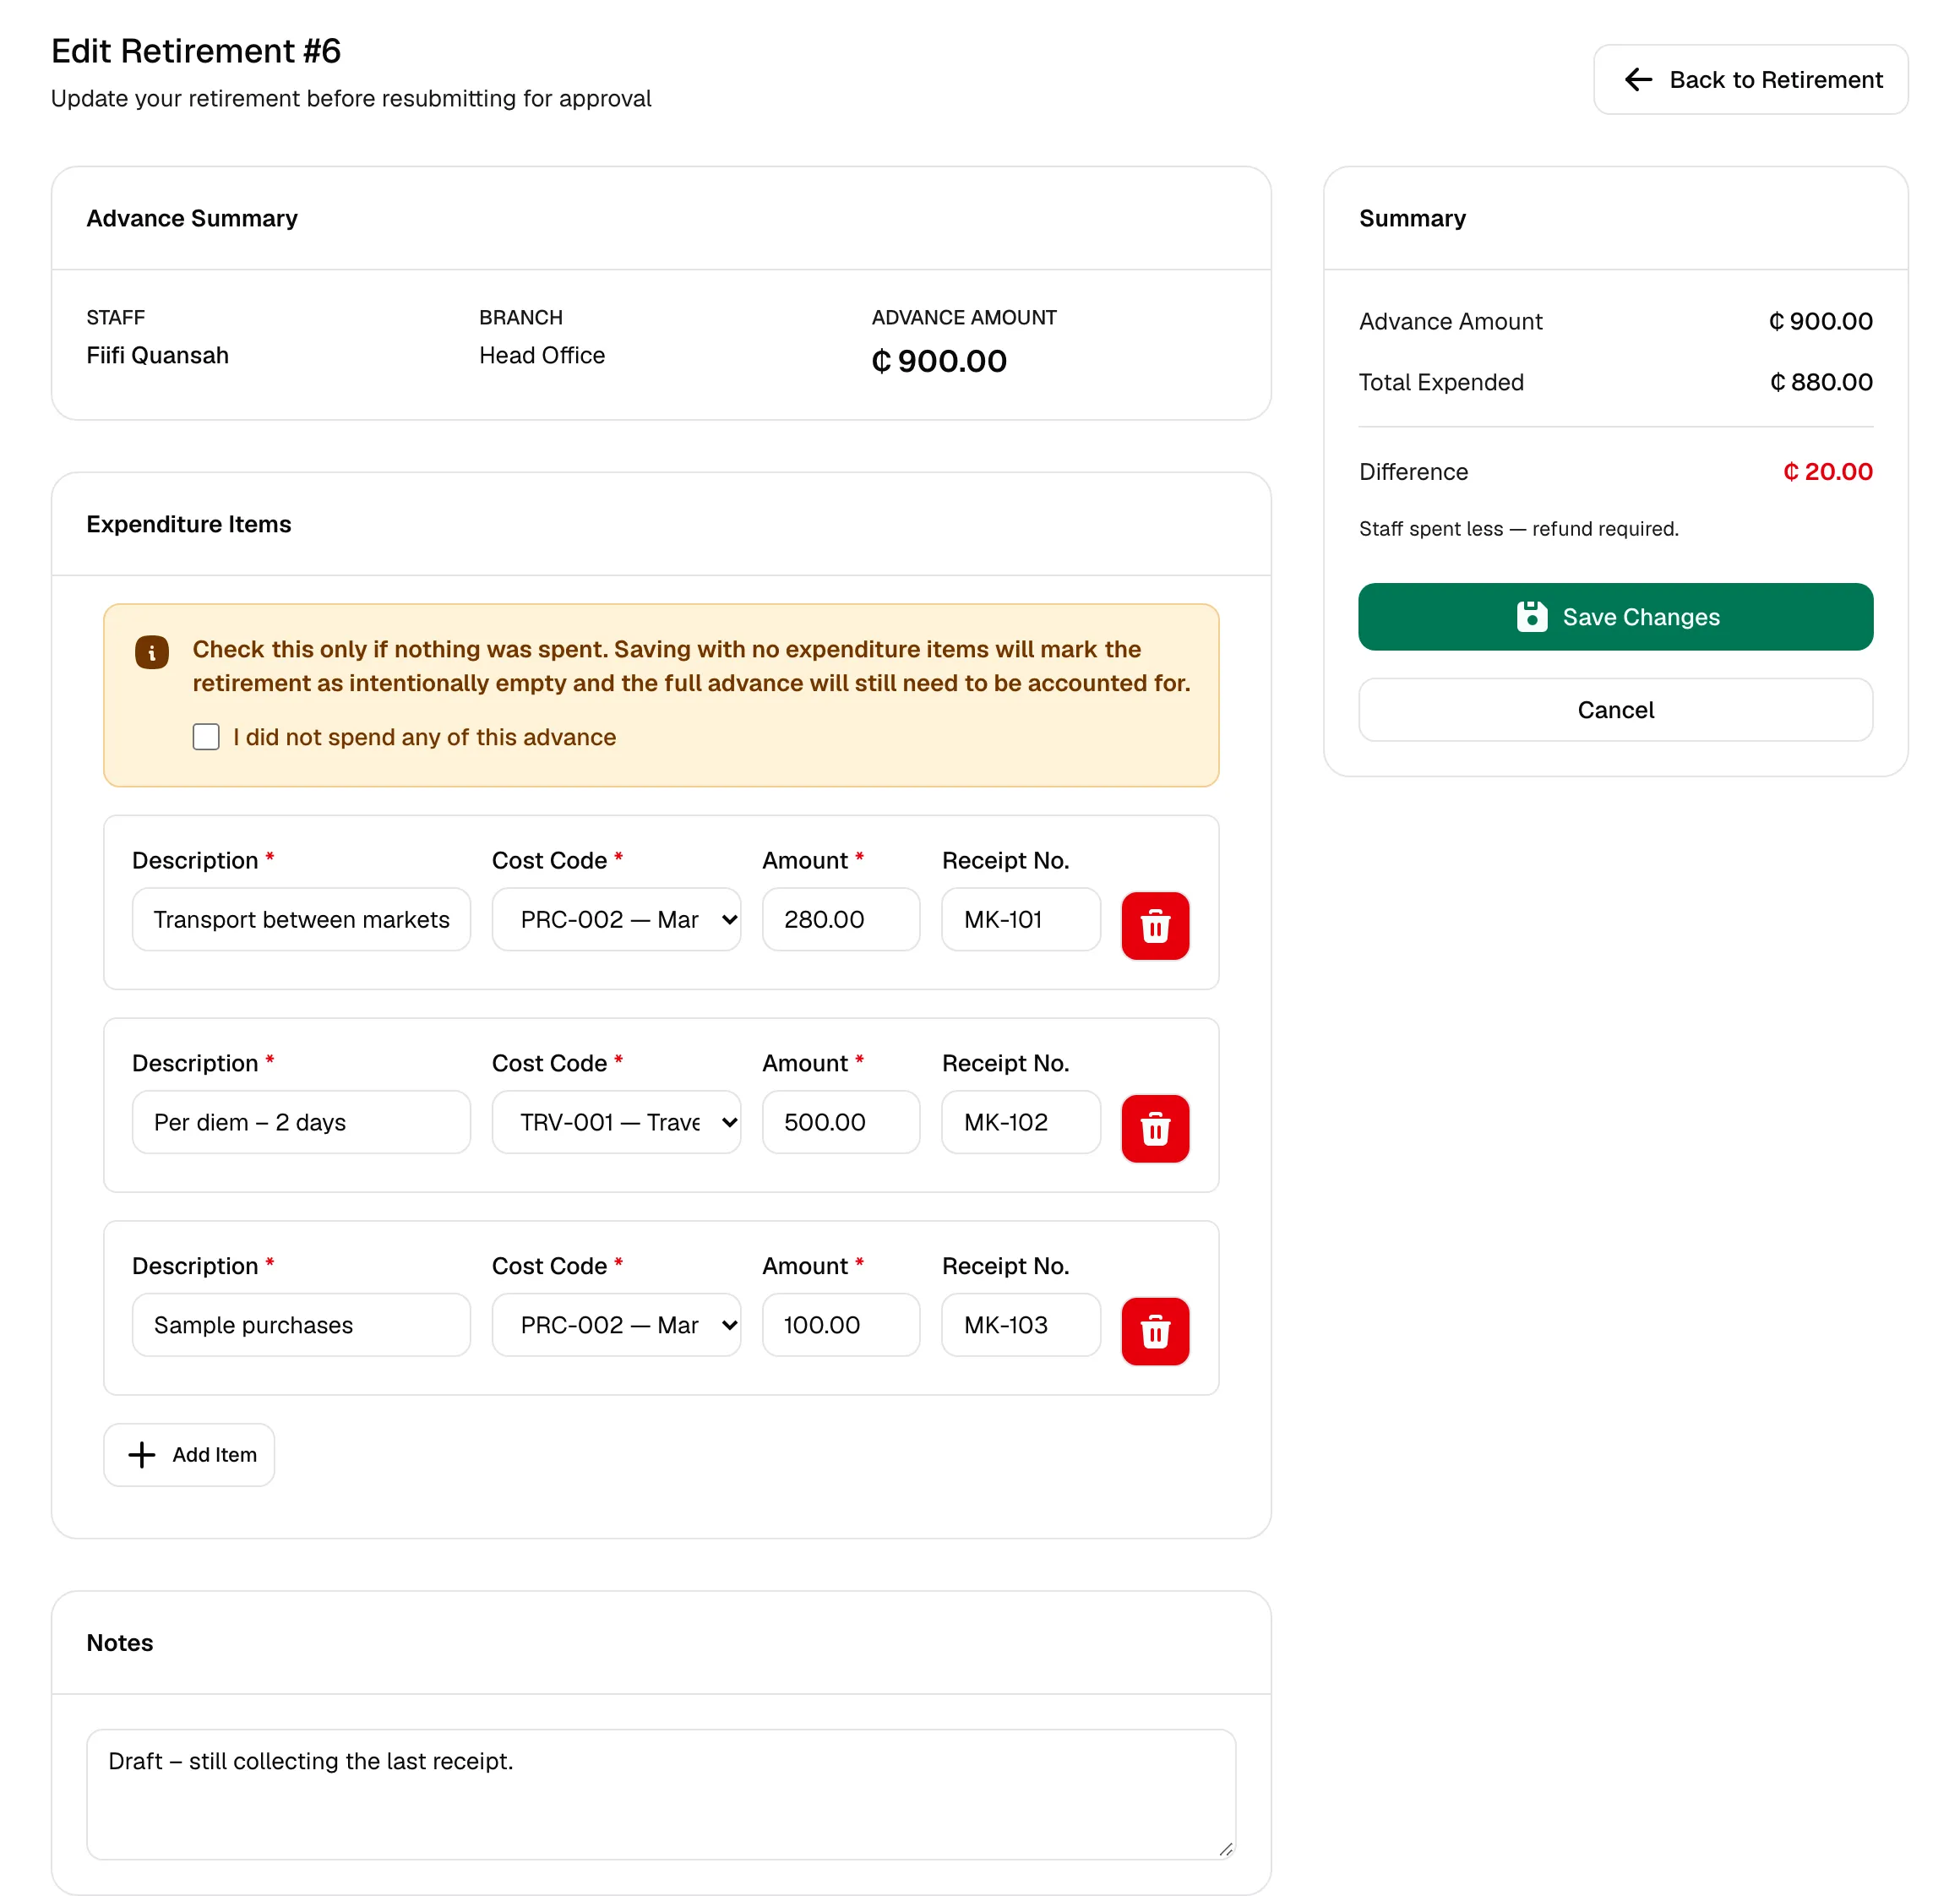 Edit Retirement #6
Update your retirement before resubmitting for approval
Back to Retirement
Advance Summary
STAFF
Fiifi Quansah
BRANCH
Head Office
ADVANCE AMOUNT
₵ 900.00
Expenditure Items
Check this only if nothing was spent. Saving with no expenditure items will mark the
retirement as intentionally empty and the full advance will still need to be accounted for.
I did not spend any of this advance
Description * Cost Code * Amount * Receipt No.
Transport between markets PRC-002 — Mar 280.00 MK-101
Description * Cost Code * Amount * Receipt No.
Per diem – 2 days TRV-001 — Trave 500.00 MK-102
Description * Cost Code * Amount * Receipt No.
Sample purchases PRC-002 — Mar 100.00 MK-103
Add Item
Notes
Draft – still collecting the last receipt.
Summary
Advance Amount ₵ 900.00
Total Expended ₵ 880.00
Difference ₵ 20.00
Staff spent less — refund required.
Save Changes
Cancel